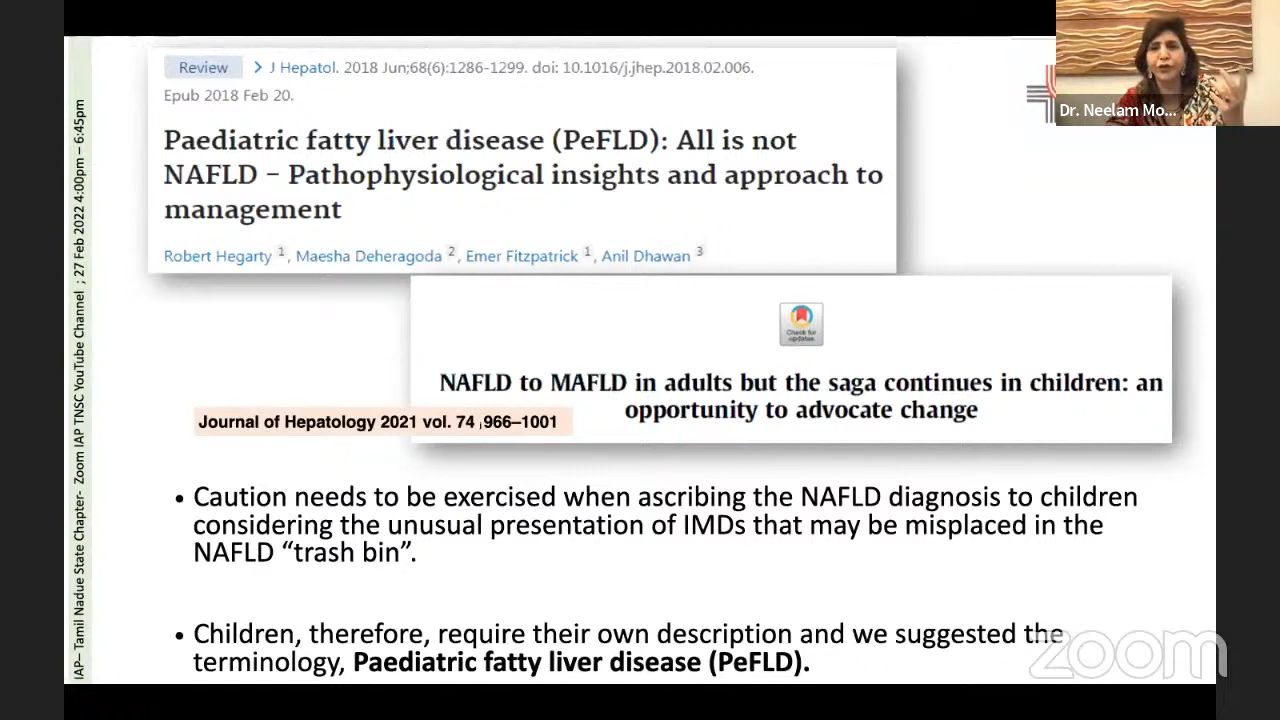 Review > J Hepatol. 2018 Jun;68(6):1286-1299. doi: 10.1016/j.jhep.2018.02.006.
Epub 2018 Feb 20.
Paediatric fatty liver disease (PeFLD): All is not
NAFLD - Pathophysiological insights and approach to
management
Robert Hegarty 1, Maesha Deheragoda 2, Emer Fitzpatrick 1, Anil Dhawan 3
Dr. Neelam Mo...
Check for
updates
NAFLD to MAFLD in adults but the saga continues in children: an
opportunity to advocate change
Journal of Hepatology 2021 vol. 74 966–1001
• Caution needs to be exercised when ascribing the NAFLD diagnosis to children
considering the unusual presentation of IMDs that may be misplaced in the
NAFLD “trash bin”.
• Children, therefore, require their own description and we suggested the
terminology, Paediatric fatty liver disease (PeFLD).
zoom
IAP– Tamil Nadue State Chapter- Zoom IAP TNSC YouTube Channel ; 27 Feb 2022 4:00pm – 6:45pm